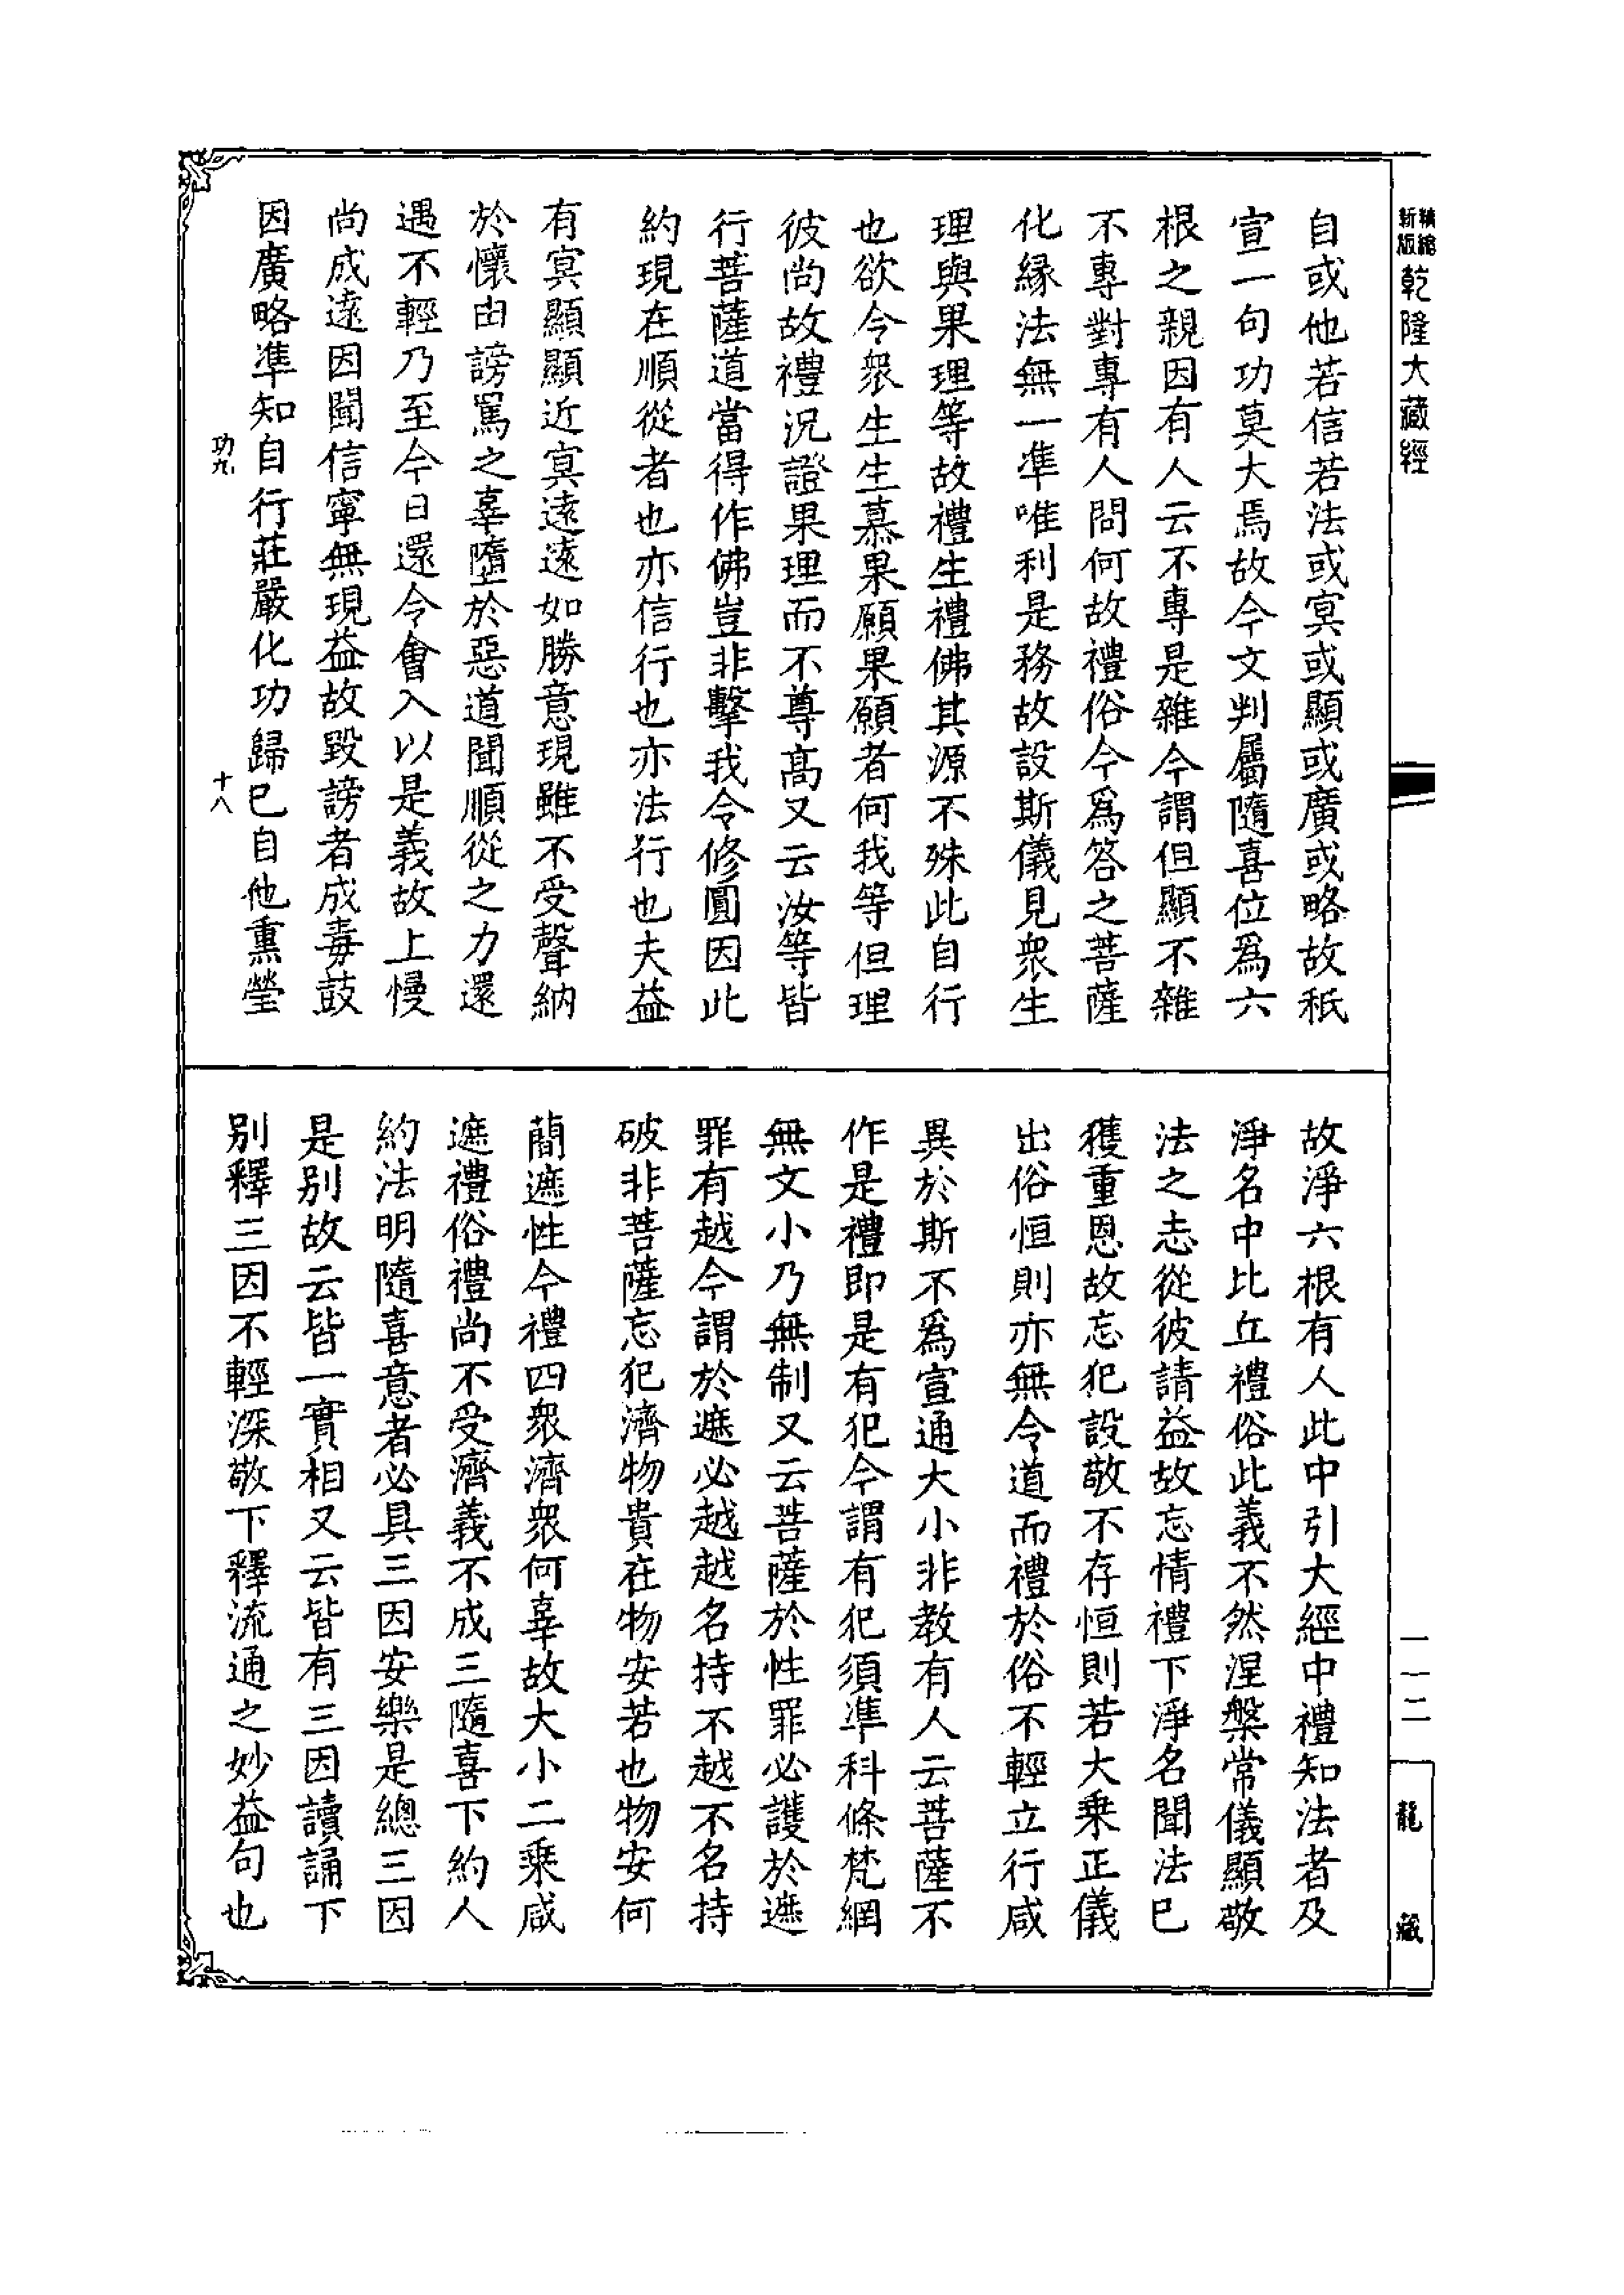 精縮新版乾隆大藏經
自或他若信若法或冥或顯或廣或略故秖
宣一句功莫大焉故今文判屬隨喜位爲六
根之親因有人云不專是雜今謂但顯不雜
不專對專有人問何故禮俗今爲答之菩薩
化縁法無一準唯利是務故設斯儀見衆生
理與果理等故禮生禮佛其源不殊此自行
也欲令衆生生慕果願果願者何我等但理
彼尚故禮況證果理而不尊髙又云汝等皆
行菩薩道當得作佛豈非擊我令修圓因此
約現在順從者也亦信行也亦法行也夫益
有冥顯顯近冥遠遠如勝意現雖不受聲納
於懷由謗罵之辜墮於惡道聞順從之力還
遇不輕乃至今日還令會入以是義故上慢
尚成遠因聞信寧無現益故毀謗者成毒鼓
因廣略準知自行莊嚴化功歸已自他熏瑩
功九 十八
故淨六根有人此中引大經中禮知法者及
淨名中比丘禮俗此義不然涅槃常儀顯敬
法之志從彼請益故忘情禮下淨名聞法已
獲重恩故忘犯設敬不存恒則若大乗正儀
出俗恒則亦無令道而禮於俗不輕立行咸
異於斯不爲宣通大小非教有人云菩薩不
作是禮即是有犯今謂有犯須準科條梵網
無文小乃無制又云菩薩於性罪必護於遮
罪有越今謂於遮必越越名持不越不名持
破非菩薩忘犯濟物貴在物安若也物安何
簡遮性今禮四衆濟衆何辜故大小二乗咸
遮禮俗禮尚不受濟義不成三隨喜下約人
約法明隨喜意者必具三因安樂是總三因
是别故云皆一實相又云皆有三因讀誦下
别釋三因不輕深敬下釋流通之妙益句也
一一二
龍藏